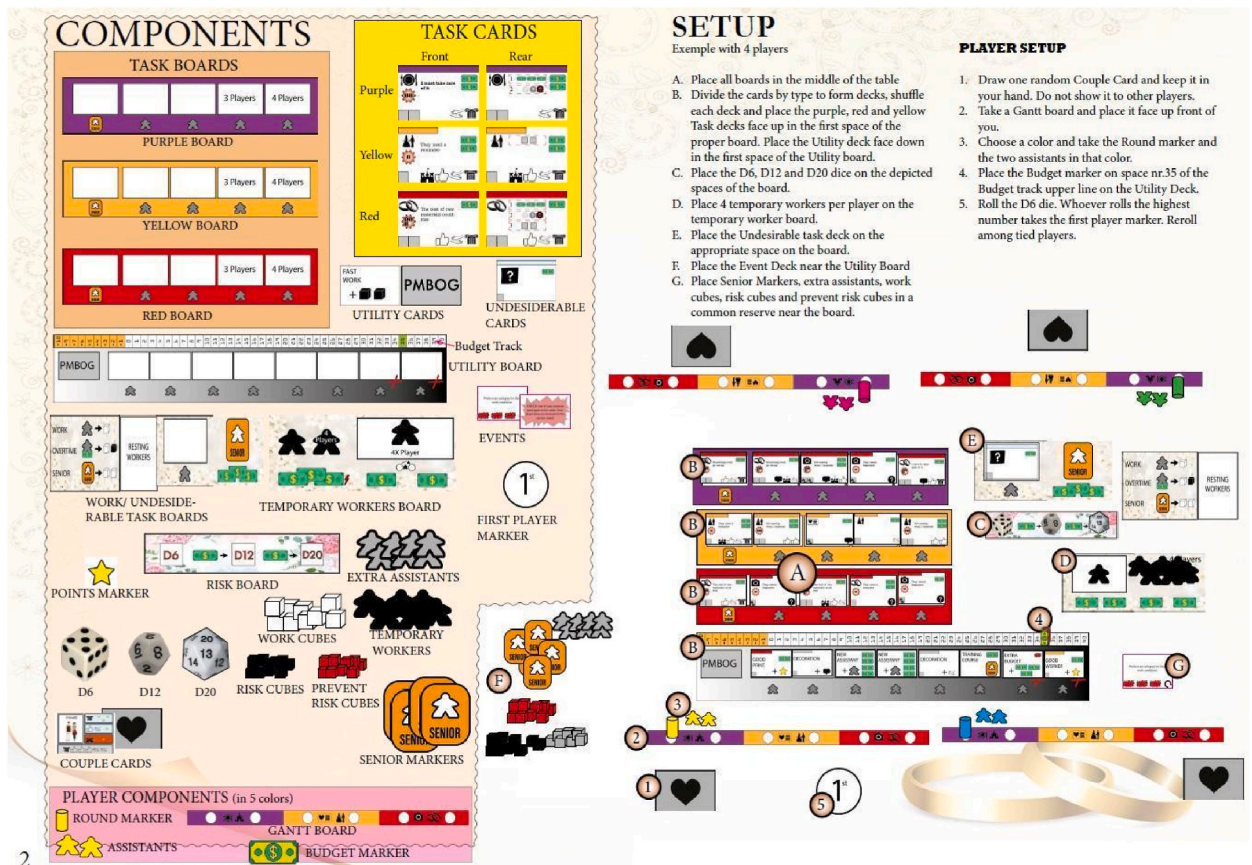 COMPONENTS
TASK BOARDS
3 Players
4 Players
PURPLE BOARD
3 Players
4 Players
YELLOW BOARD
3 Players
4 Players
RED BOARD
TASK CARDS
Front
Rear
Purple
Yellow
Red
FAST
WORK
PMBOG
UTILITY CARDS
UNDESIDERABLE
CARDS
Budget Track
PMBOG
UTILITY BOARD
EVENTS
WORK
OVERTIME
SENIOR
RESTING
WORKERS
SENIOR
WORK/ UNDESIDE-
RABLE TASK BOARDS
4
Players
4X Player
TEMPORARY WORKERS BOARD
1st
FIRST PLAYER
MARKER
POINTS MARKER
D6
D12
D20
RISK BOARD
EXTRA ASSISTANTS
WORK CUBES
TEMPORARY
WORKERS
D6
D12
D20
RISK CUBES
PREVENT
RISK CUBES
COUPLE CARDS
SENIOR
SENIOR MARKERS
PLAYER COMPONENTS (in 5 colors)
ROUND MARKER
GANTT BOARD
ASSISTANTS
BUDGET MARKER
2
SETUP
Exemple with 4 players
A. Place all boards in the middle of the table
B. Divide the cards by type to form decks, shuffle
each deck and place the purple, red and yellow
Task decks face up in the first space of the
proper board. Place the Utility deck face down
in the first space of the Utility board.
C. Place the D6, D12 and D20 dice on the depicted
spaces of the board.
D. Place 4 temporary workers per player on the
temporary worker board.
E. Place the Undesirable task deck on the
appropriate space on the board.
F. Place the Event Deck near the Utility Board
G. Place Senior Markers, extra assistants, work
cubes, risk cubes and prevent risk cubes in a
common reserve near the board.
PLAYER SETUP
1. Draw one random Couple Card and keep it in
your hand. Do not show it to other players.
2. Take a Gantt board and place it face up front of
you.
3. Choose a color and take the Round marker and
the two assistants in that color.
4. Place the Budget marker on space nr.35 of the
Budget track upper line on the Utility Deck.
5. Roll the D6 die. Whoever rolls the highest
number takes the first player marker. Reroll
among tied players.
B
E
SENIOR
WORK
OVERTIME
SENIOR
RESTING
WORKERS
B
C
A
D
B
4
B
PMBOG
DECORATION
DECORATION
F
G
3
2
1
5
1st